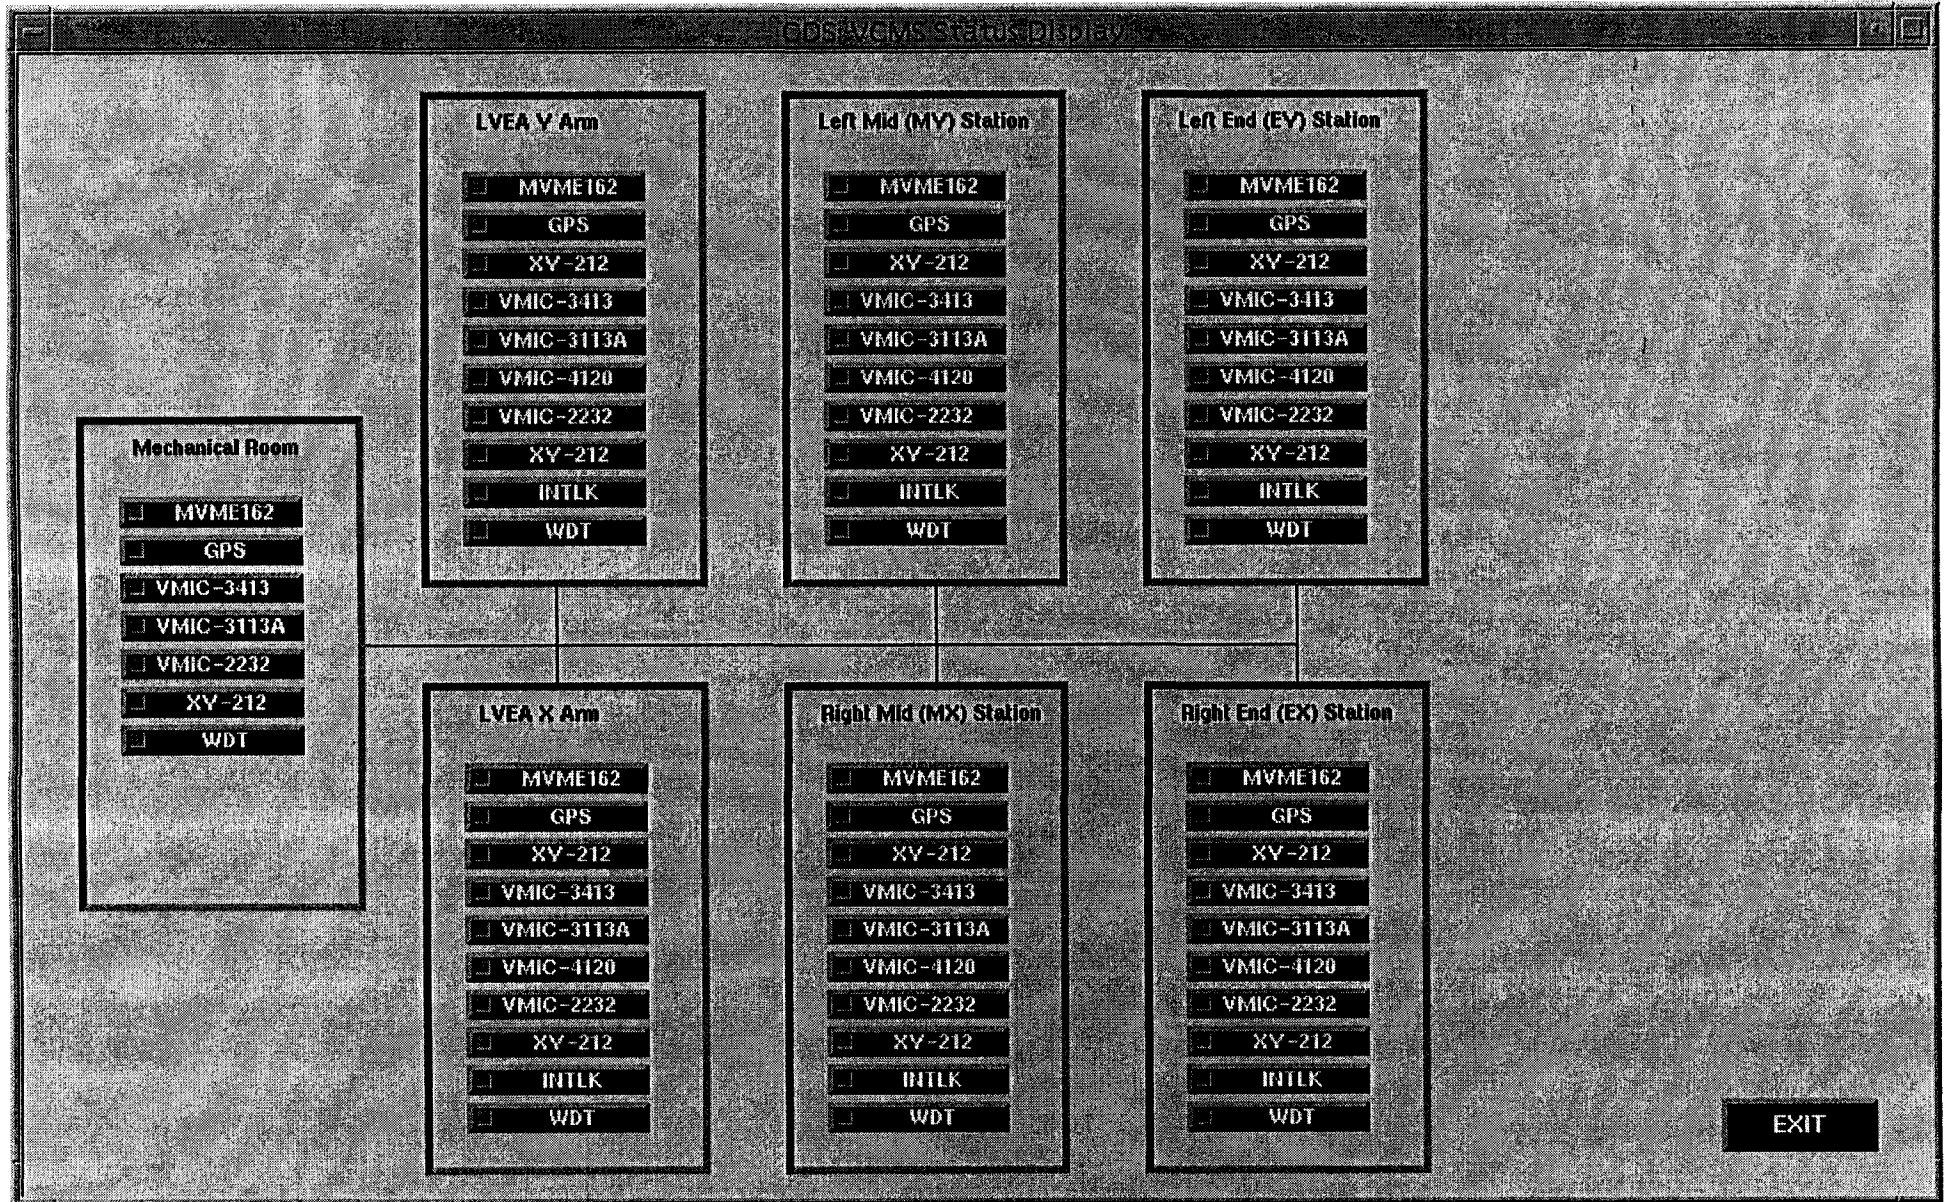 CDS VCMS Status Display
LVEA Y Arm
MVME162
GPS
XY-212
VMIC-3413
VMIC-3113A
VMIC-4120
VMIC-2232
XY-212
INTLK
WDT
Left Mid (MY) Station
MVME162
GPS
XY-212
VMIC-3413
VMIC-3113A
VMIC-4120
VMIC-2232
XY-212
INTLK
WDT
Left End (EY) Station
MVME162
GPS
XY-212
VMIC-3413
VMIC-3113A
VMIC-4120
VMIC-2232
XY-212
INTLK
WDT
Mechanical Room
MVME162
GPS
VMIC-3413
VMIC-3113A
VMIC-2232
XY-212
WDT
LVEA X Arm
MVME162
GPS
XY-212
VMIC-3413
VMIC-3113A
VMIC-4120
VMIC-2232
XY-212
INTLK
WDT
Right Mid (MX) Station
MVME162
GPS
XY-212
VMIC-3413
VMIC-3113A
VMIC-4120
VMIC-2232
XY-212
INTLK
WDT
Right End (EX) Station
MVME162
GPS
XY-212
VMIC-3413
VMIC-3113A
VMIC-4120
VMIC-2232
XY-212
INTLK
WDT
EXIT